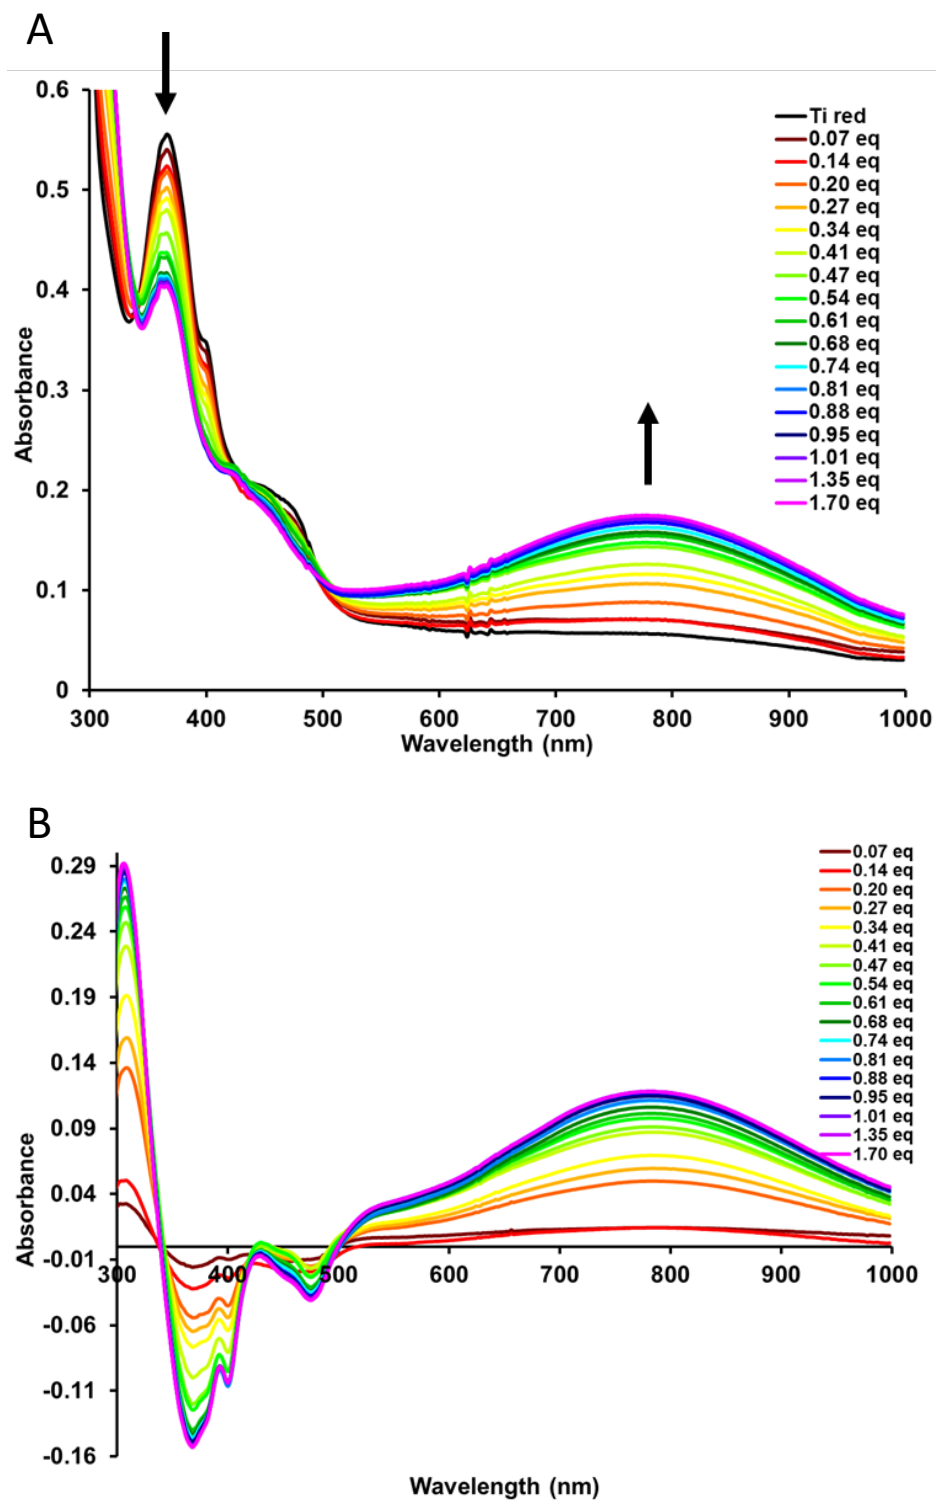 A
0.6
0.5
0.4
0.3
0.2
0.1
0
Absorbance
300 400 500 600 700 800 900 1000
Wavelength (nm)
Ti red
0.07 eq
0.14 eq
0.20 eq
0.27 eq
0.34 eq
0.41 eq
0.47 eq
0.54 eq
0.61 eq
0.68 eq
0.74 eq
0.81 eq
0.88 eq
0.95 eq
1.01 eq
1.35 eq
1.70 eq
B
0.29
0.24
0.19
0.14
0.09
0.04
-0.01
-0.06
-0.11
-0.16
Absorbance
300 400 500 600 700 800 900 1000
Wavelength (nm)
0.07 eq
0.14 eq
0.20 eq
0.27 eq
0.34 eq
0.41 eq
0.47 eq
0.54 eq
0.61 eq
0.68 eq
0.74 eq
0.81 eq
0.88 eq
0.95 eq
1.01 eq
1.35 eq
1.70 eq